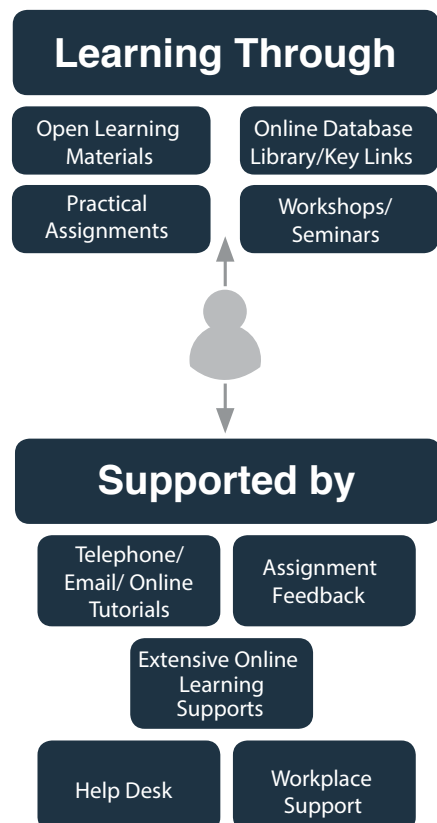 Learning Through
Open Learning
Materials
Online Database
Library/Key Links
Practical
Assignments
Workshops/
Seminars
Supported by
Telephone/
Email/ Online
Tutorials
Assignment
Feedback
Extensive Online
Learning
Supports
Help Desk
Workplace
Support